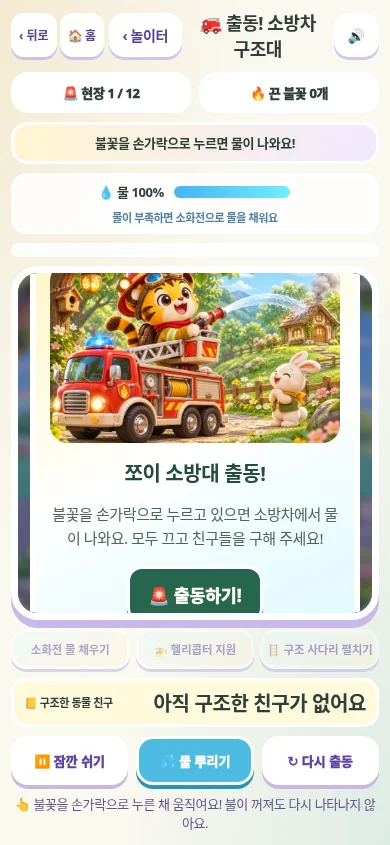 ‹ 뒤로
🏠 홈
‹ 놀이터
🚒 출동! 소방차
구조대
🔊
🚨 현장 1 / 12
🔥 끈 불꽃 0개
불꽃을 손가락으로 누르면 물이 나와요!
💧 물 100%
물이 부족하면 소화전으로 물을 채워요
쪼이 소방대 출동!
불꽃을 손가락으로 누르고 있으면 소방차에서 물
이 나와요. 모두 끄고 친구들을 구해 주세요!
🚨 출동하기!
소화전 물 채우기
🚁 헬리콥터 지원
🪜 구조 사다리 펼치기
📒 구조한 동물 친구
아직 구조한 친구가 없어요
⏸️ 잠깐 쉬기
💦 물 뿌리기
↻ 다시 출동
👆 불꽃을 손가락으로 누른 채 움직여요! 불이 꺼져도 다시 나타나지 않
아요.